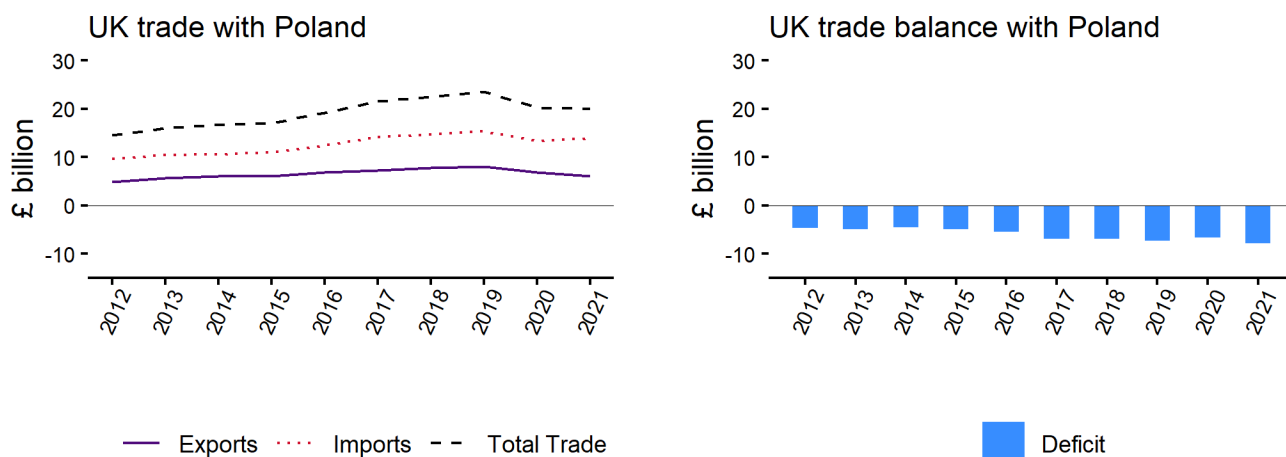 UK trade with Poland
£ billion
30
20
10
0
-10
2012 2013 2014 2015 2016 2017 2018 2019 2020 2021
Exports Imports Total Trade
UK trade balance with Poland
£ billion
30
20
10
0
-10
2012 2013 2014 2015 2016 2017 2018 2019 2020 2021
Deficit